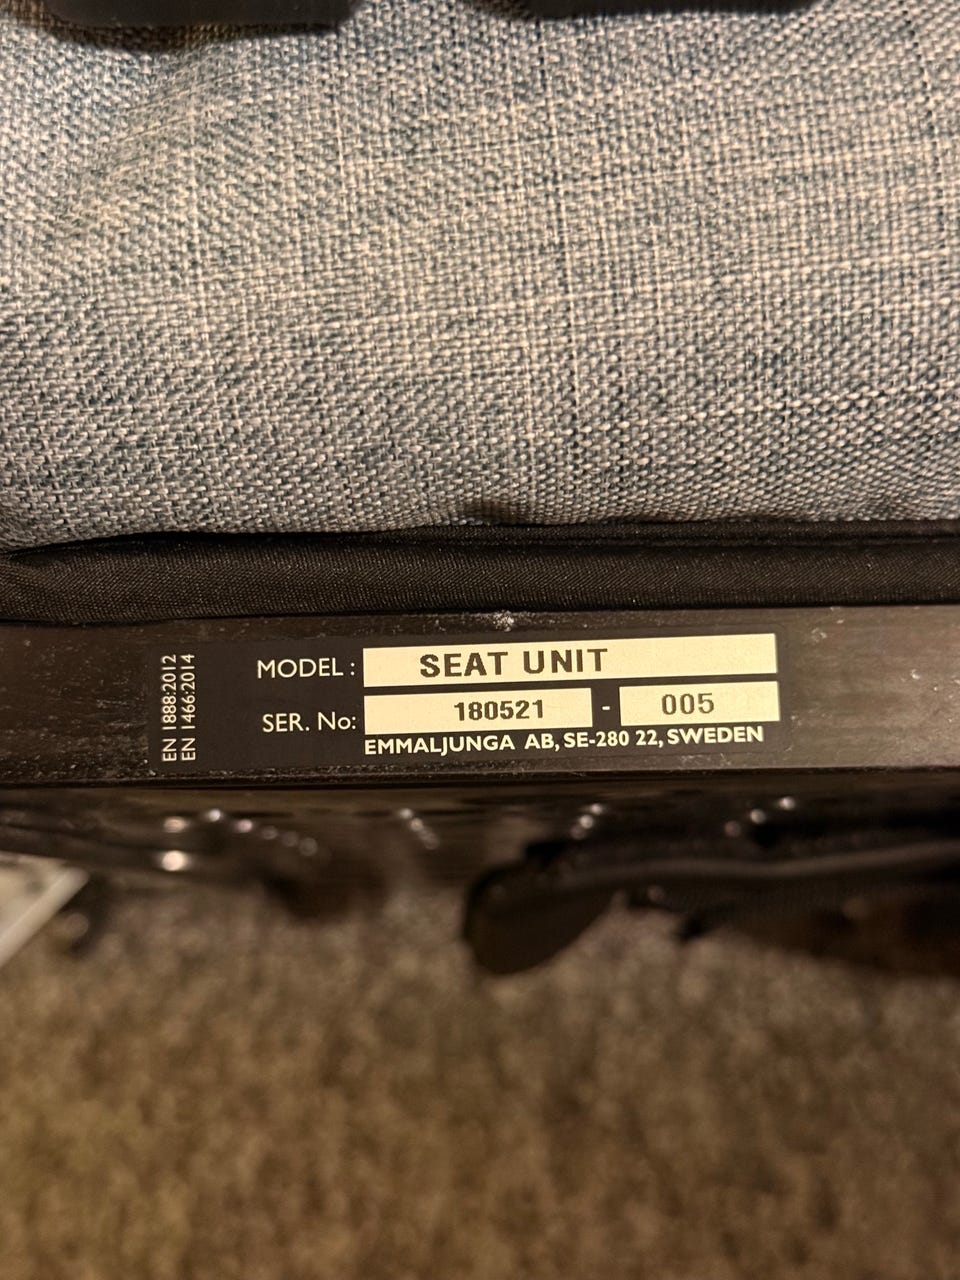 EN 1888:2012
EN 1466:2014
MODEL: SEAT UNIT
SER. No: 180521 - 005
EMMALJUNGA AB, SE-280 22, SWEDEN